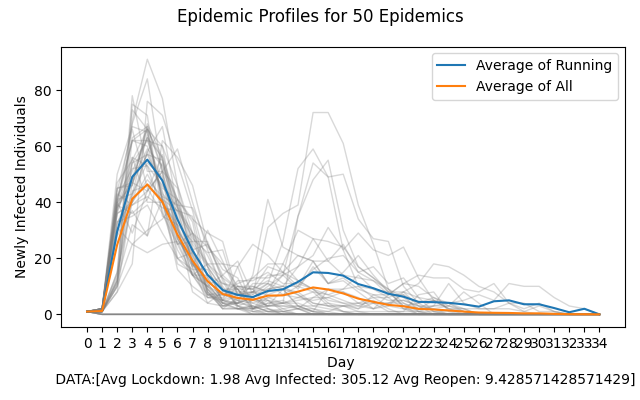 Epidemic Profiles for 50 Epidemics
Average of Running
Average of All
Newly Infected Individuals
80
60
40
20
0
0 1 2 3 4 5 6 7 8 9 10 11 12 13 14 15 16 17 18 19 20 21 22 23 24 25 26 27 28 29 30 31 32 33 34
Day
DATA:[Avg Lockdown: 1.98 Avg Infected: 305.12 Avg Reopen: 9.428571428571429]